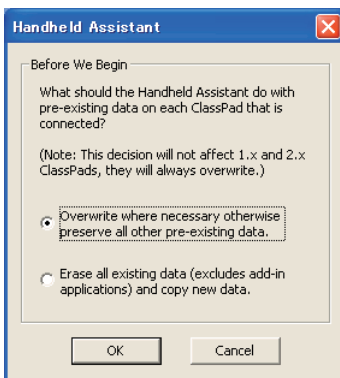 Handheld Assistant
Before We Begin
What should the Handheld Assistant do with
pre-existing data on each ClassPad that is
connected?
(Note: This decision will not affect 1.x and 2.x
ClassPads, they will always overwrite.)
Overwrite where necessary otherwise
preserve all other pre-existing data.
Erase all existing data (excludes add-in
applications) and copy new data.
OK
Cancel